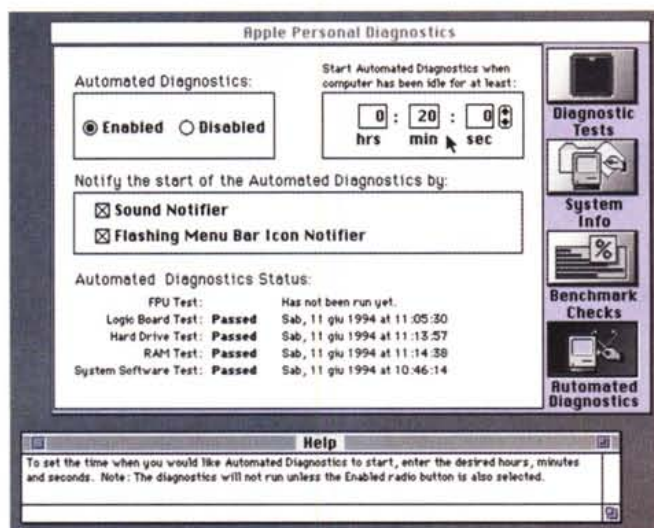 Apple Personal Diagnostics
Automated Diagnostics:
Enabled Disabled
Start Automated Diagnostics when
computer has been idle for at least:
0 : 20 : 0
hrs min sec
Notify the start of the Automated Diagnostics by:
Sound Notifier
Flashing Menu Bar Icon Notifier
Automated Diagnostics Status:
FPU Test: Has not been run yet.
Logic Board Test: Passed Sab, 11 giu 1994 at 11:05:30
Hard Drive Test: Passed Sab, 11 giu 1994 at 11:13:57
RAM Test: Passed Sab, 11 giu 1994 at 11:14:38
System Software Test: Passed Sab, 11 giu 1994 at 10:46:14
Diagnostic
Tests
System
Info
%
Benchmark
Checks
Automated
Diagnostics
Help
To set the time when you would like Automated Diagnostics to start, enter the desired hours, minutes
and seconds. Note: The diagnostics will not run unless the Enabled radio button is also selected.